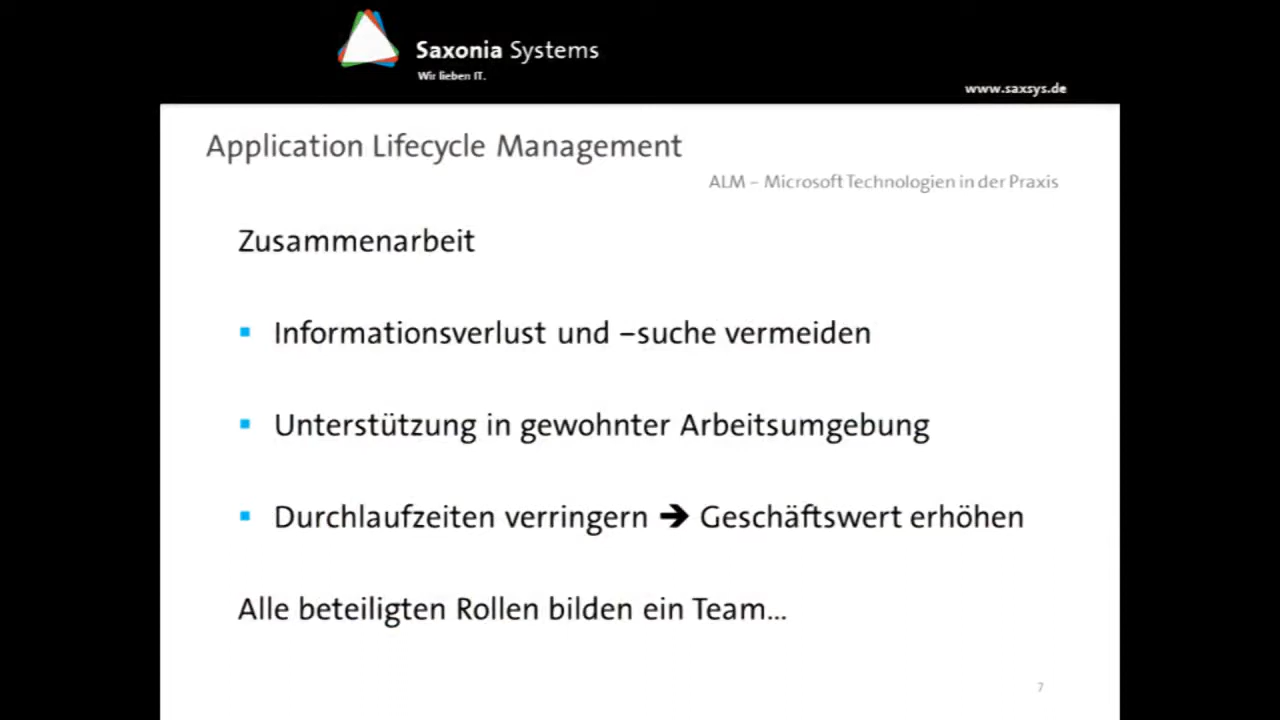 Saxonia Systems
Wir lieben IT.
www.saxsys.de
Application Lifecycle Management
ALM – Microsoft Technologien in der Praxis
Zusammenarbeit
▪ Informationsverlust und –suche vermeiden
▪ Unterstützung in gewohnter Arbeitsumgebung
▪ Durchlaufzeiten verringern ➔ Geschäftswert erhöhen
Alle beteiligten Rollen bilden ein Team...
7